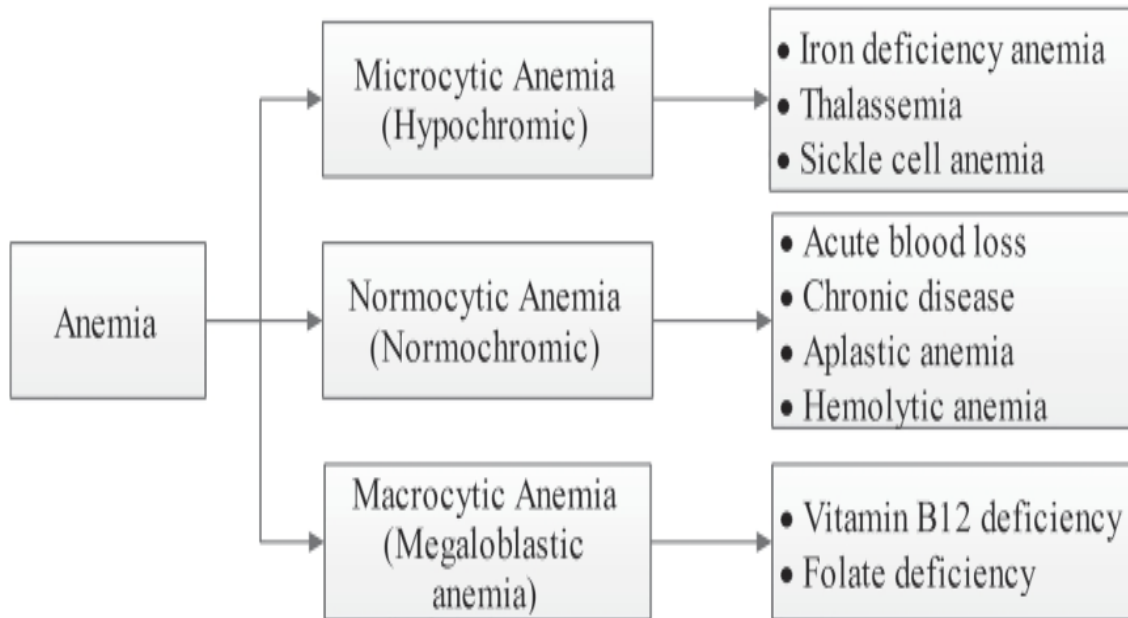 Microcytic Anemia
(Hypochromic)
• Iron deficiency anemia
• Thalassemia
• Sickle cell anemia
Anemia
Normocytic Anemia
(Normochromic)
• Acute blood loss
• Chronic disease
• Aplastic anemia
• Hemolytic anemia
Macrocytic Anemia
(Megaloblastic
anemia)
• Vitamin B12 deficiency
• Folate deficiency